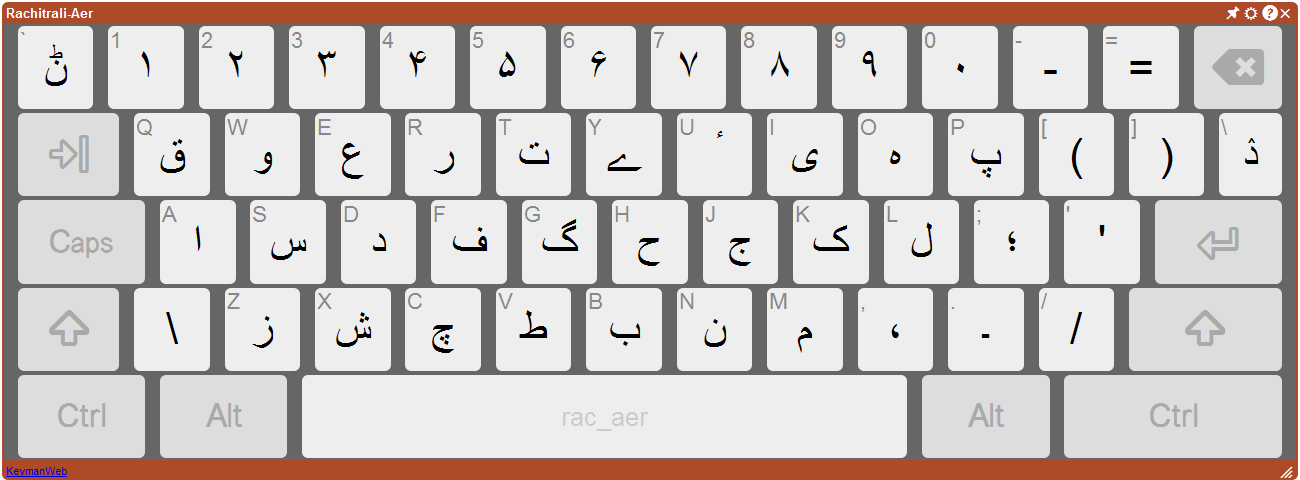 Rachitrali-Aer
` ݨ 1 ۱ 2 ۲ 3 ۳ 4 ۴ 5 ۵ 6 ۶ 7 ۷ 8 ۸ 9 ۹ 0 ۰ - - = =
Q ق W و E ع R ر T ت Y ے U ٔ I ی O ہ P پ [ ( ] ) \
Caps A ا S س D د F ف G گ H ح J ج K ک L ل ; ؛ ' '
\ Z ز X ش C چ V ط B ب N ن M م , ، . ۔ / /
Ctrl Alt rac_aer Alt Ctrl
KeymanWeb